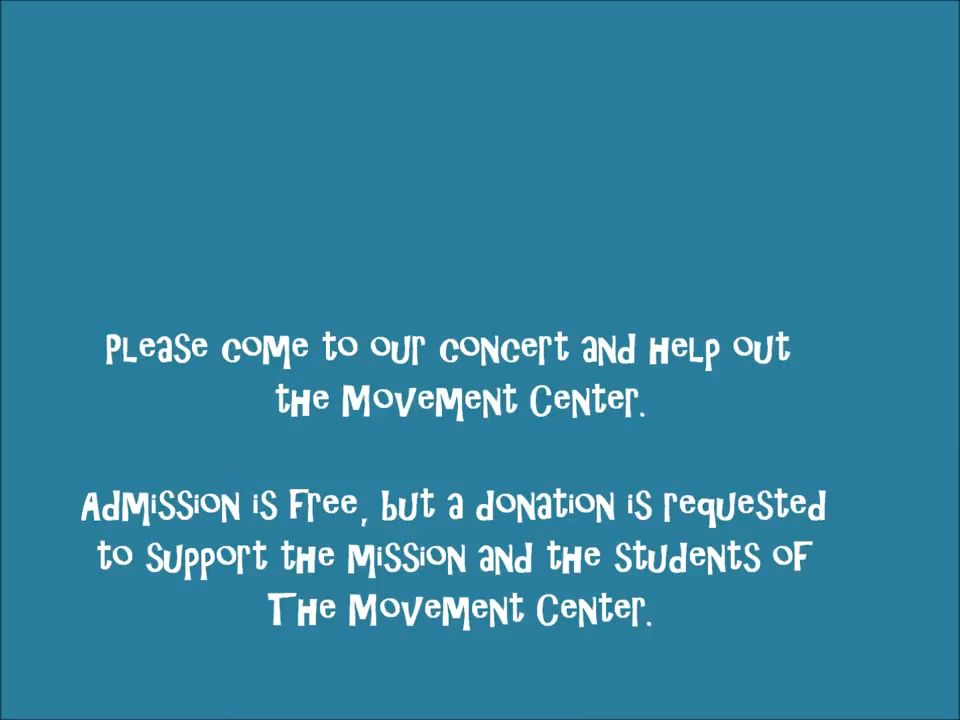 Please come to our concert and help out
the Movement Center.
Admission is Free, but a donation is requested
to support the mission and the students of
The Movement Center.